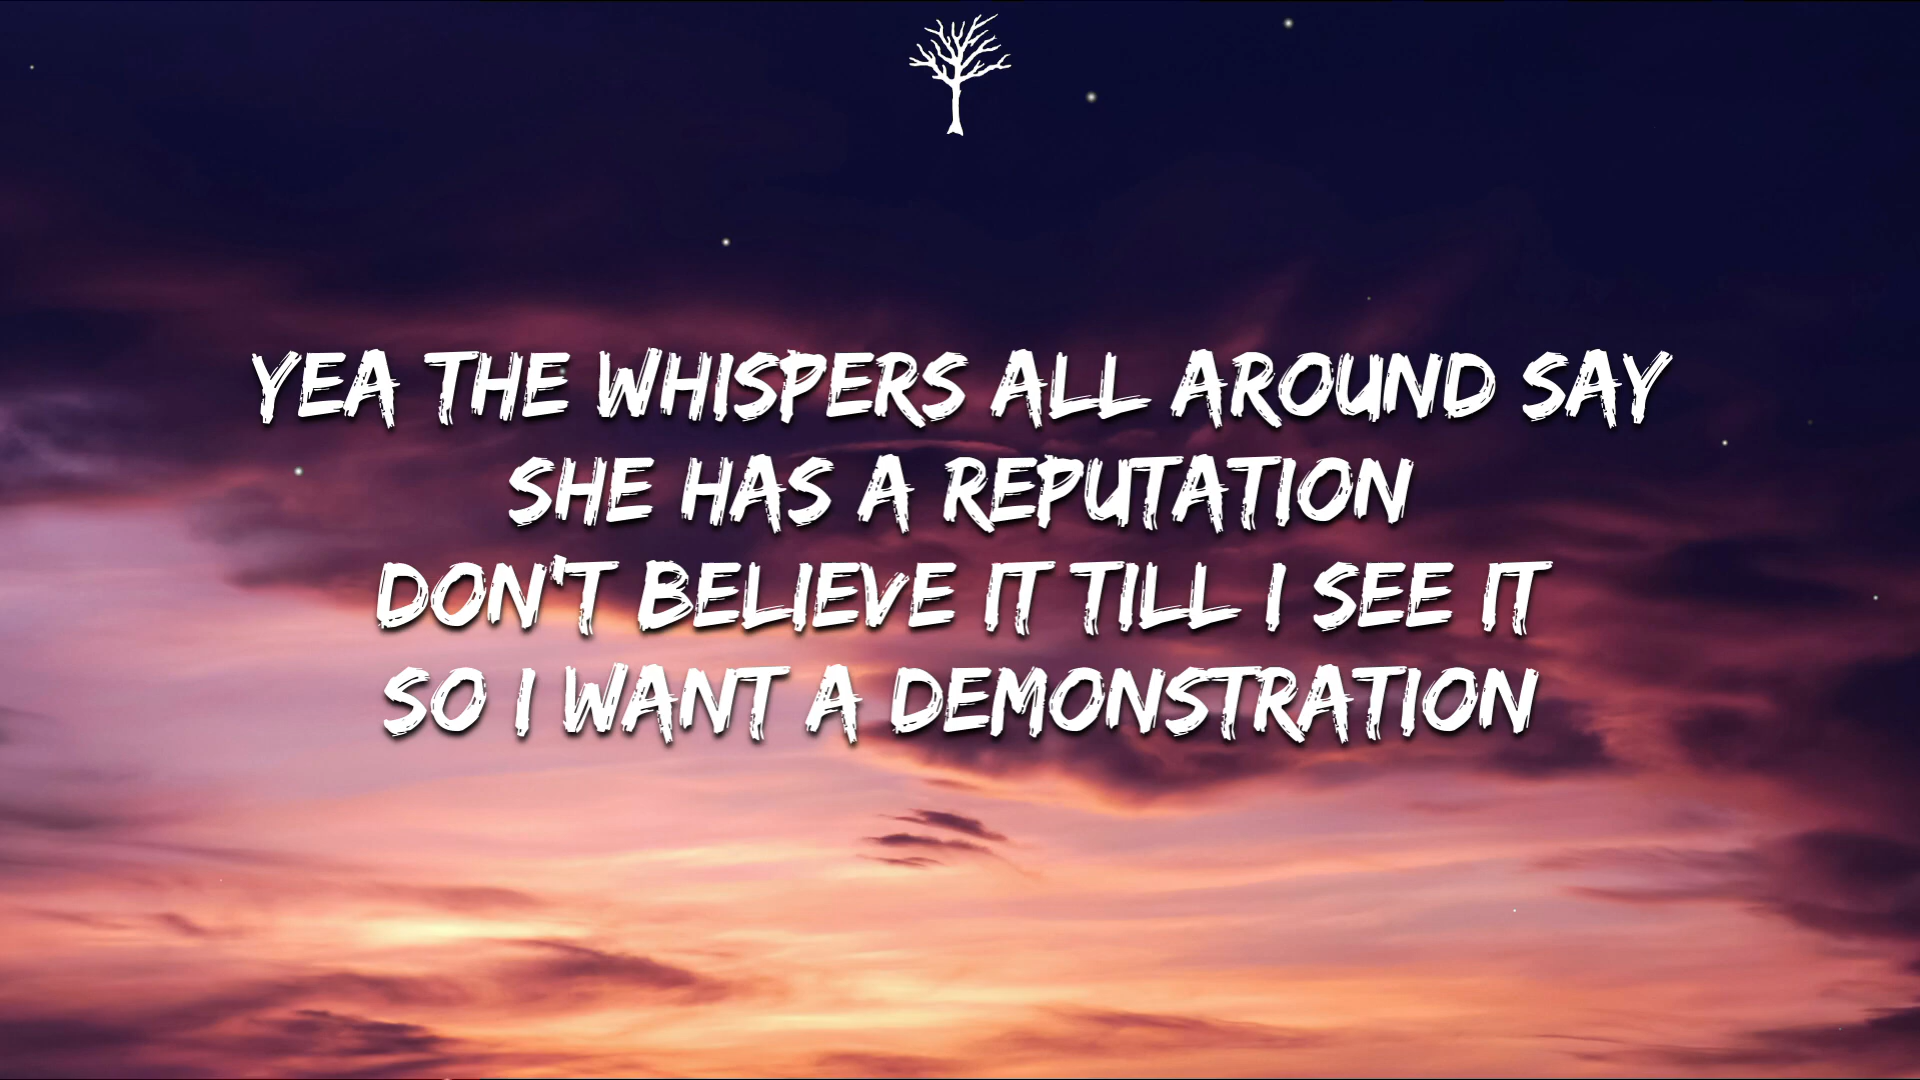 YEA THE WHISPERS ALL AROUND SAY
SHE HAS A REPUTATION
DON'T BELIEVE IT TILL I SEE IT
SO I WANT A DEMONSTRATION